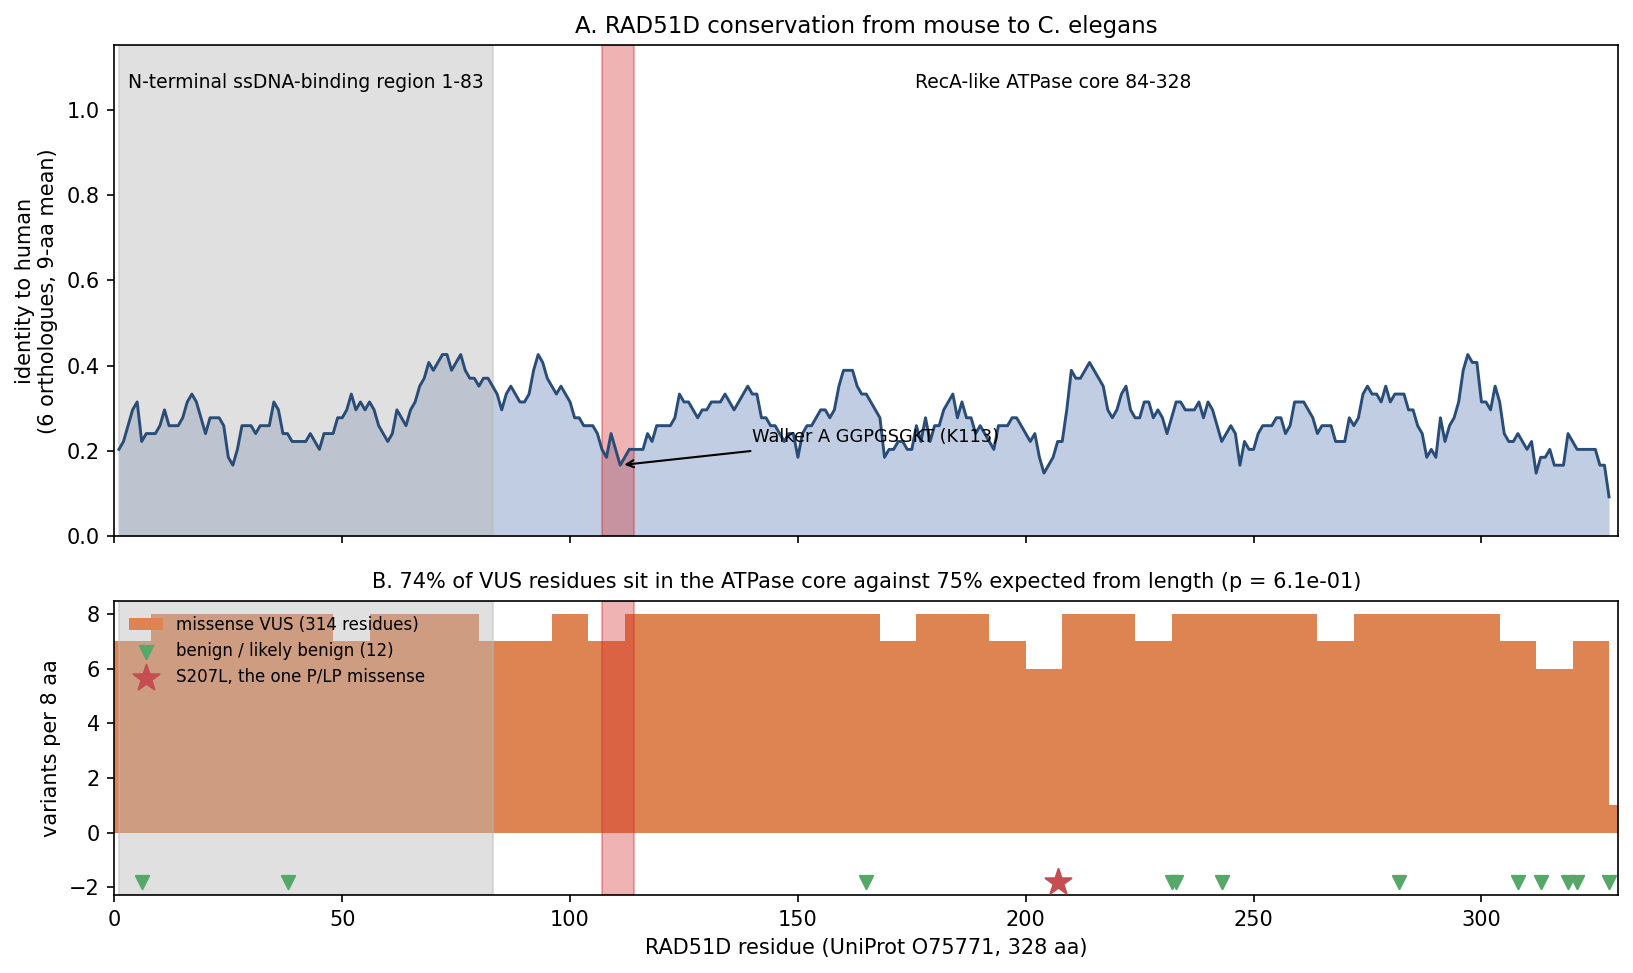 A. RAD51D conservation from mouse to C. elegans
N-terminal ssDNA-binding region 1-83
RecA-like ATPase core 84-328
identity to human
(6 orthologues, 9-aa mean)
1.0
0.8
0.6
0.4
0.2
0.0
Walker A GGPGSGKT (K113)
B. 74% of VUS residues sit in the ATPase core against 75% expected from length (p = 6.1e-01)
variants per 8 aa
8
6
4
2
0
−2
missense VUS (314 residues)
benign / likely benign (12)
S207L, the one P/LP missense
0
50
100
150
200
250
300
RAD51D residue (UniProt O75771, 328 aa)